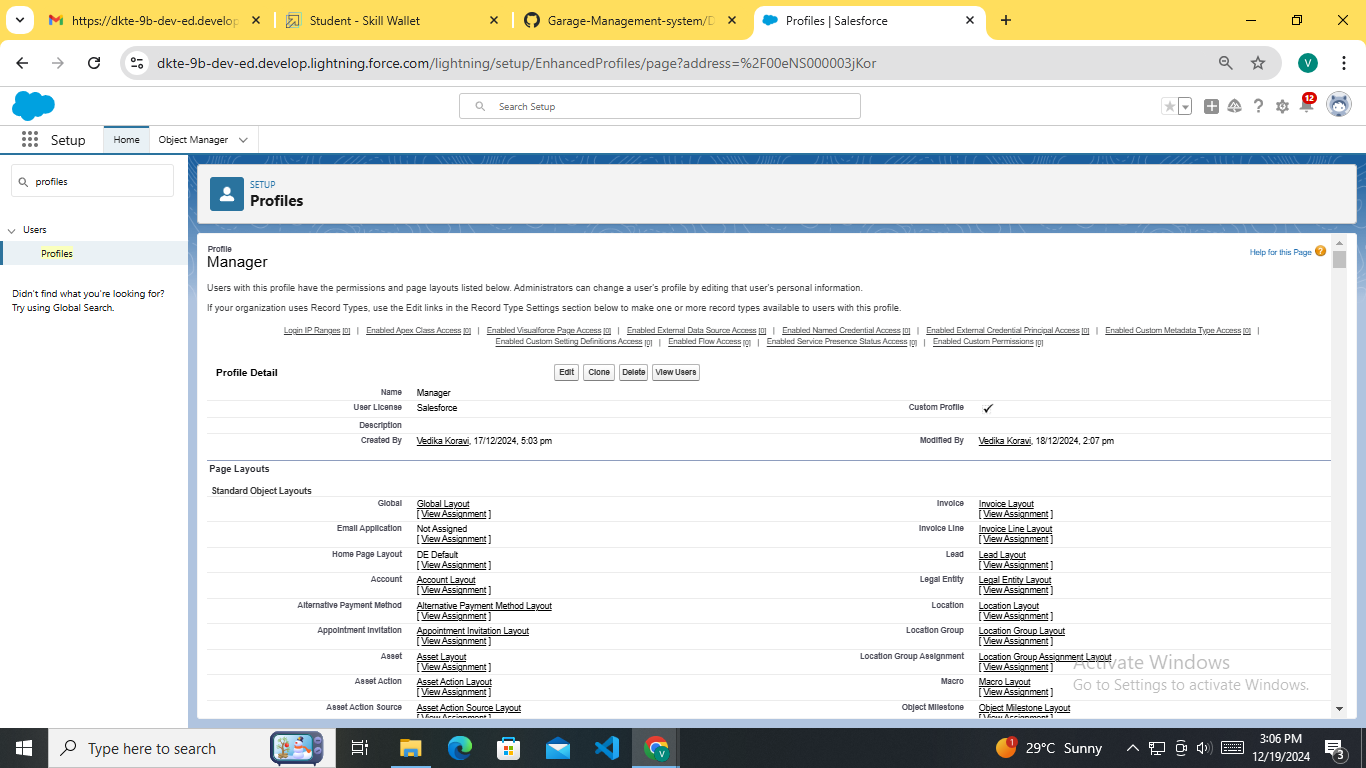 https://dkte-9b-dev-ed.develop
Student - Skill Wallet
Garage-Management-system/D
Profiles | Salesforce
dkte-9b-dev-ed.develop.lightning.force.com/lightning/setup/EnhancedProfiles/page?address=%2F00eNS000003jKor
V
Search Setup
12
Setup
Home
Object Manager
profiles
Users
Profiles
Didn't find what you're looking for?
Try using Global Search.
SETUP
Profiles
Profile
Manager
Help for this Page ?
Users with this profile have the permissions and page layouts listed below. Administrators can change a user's profile by editing that user's personal information.
If your organization uses Record Types, use the Edit links in the Record Type Settings section below to make one or more record types available to users with this profile.
Login IP Ranges [0] | Enabled Apex Class Access [0] | Enabled Visualforce Page Access [0] | Enabled External Data Source Access [0] | Enabled Named Credential Access [0] | Enabled External Credential Principal Access [0] | Enabled Custom Metadata Type Access [0] |
Enabled Custom Setting Definitions Access [0] | Enabled Flow Access [0] | Enabled Service Presence Status Access [0] | Enabled Custom Permissions [0]
Profile Detail Edit Clone Delete View Users
Name Manager
User License Salesforce Custom Profile ✓
Description
Created By Vedika Koravi, 17/12/2024, 5:03 pm Modified By Vedika Koravi, 18/12/2024, 2:07 pm
Page Layouts
Standard Object Layouts
Global Global Layout Invoice Invoice Layout
[ View Assignment ] [ View Assignment ]
Email Application Not Assigned Invoice Line Invoice Line Layout
[ View Assignment ] [ View Assignment ]
Home Page Layout DE Default Lead Lead Layout
[ View Assignment ] [ View Assignment ]
Account Account Layout Legal Entity Legal Entity Layout
[ View Assignment ] [ View Assignment ]
Alternative Payment Method Alternative Payment Method Layout Location Location Layout
[ View Assignment ] [ View Assignment ]
Appointment Invitation Appointment Invitation Layout Location Group Location Group Layout
[ View Assignment ] [ View Assignment ]
Asset Asset Layout Location Group Assignment Location Group Assignment Layout
[ View Assignment ] [ View Assignment ]
Asset Action Asset Action Layout Macro Macro Layout
[ View Assignment ] [ View Assignment ]
Asset Action Source Asset Action Source Layout Object Milestone Object Milestone Layout
[ View Assignment ] [ View Assignment ]
Activate Windows
Go to Settings to activate Windows.
Type here to search
1
29°C Sunny
3:06 PM
12/19/2024
3